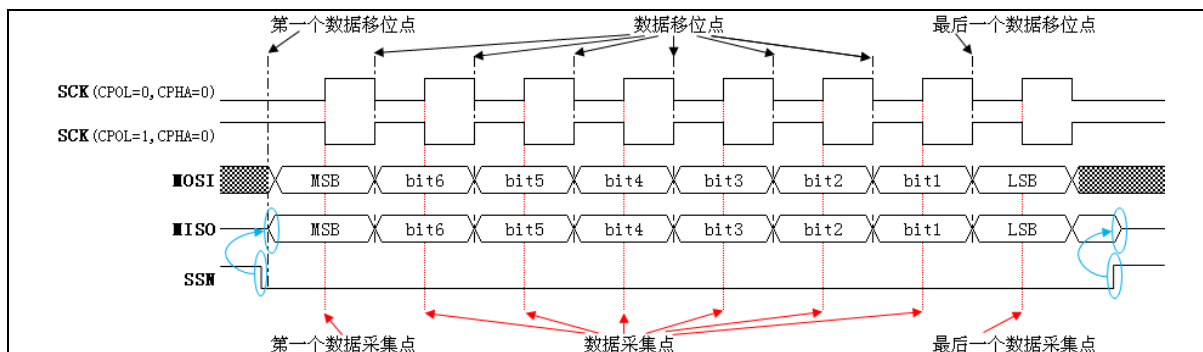 第一个数据移位点 数据移位点 最后一个数据移位点
SCK(CPOL=0,CPHA=0)
SCK(CPOL=1,CPHA=0)
MOSI MSB bit6 bit5 bit4 bit3 bit2 bit1 LSB
MISO MSB bit6 bit5 bit4 bit3 bit2 bit1 LSB
SSN
第一个数据采集点 数据采集点 最后一个数据采集点